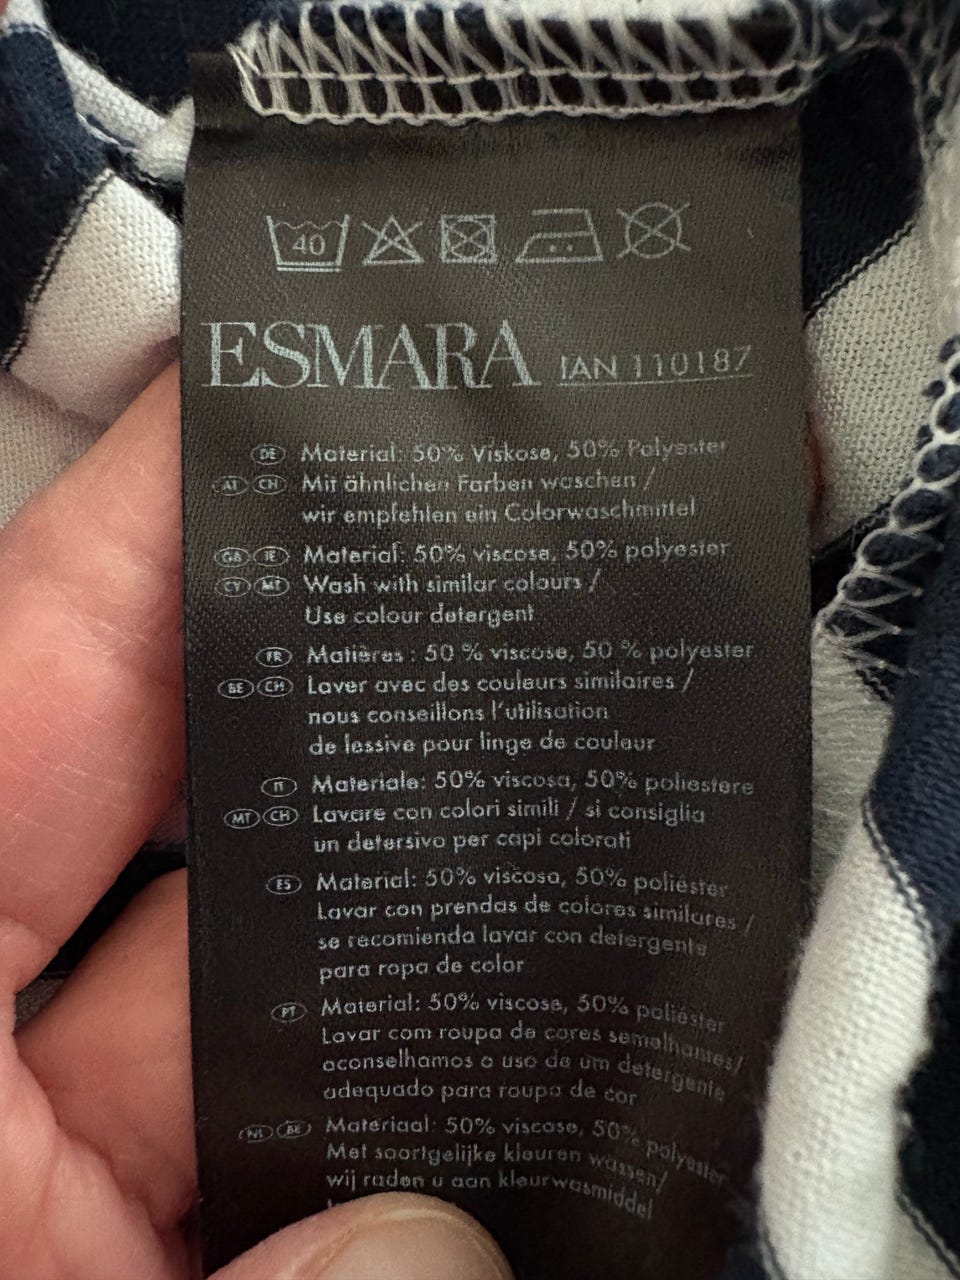 40
ESMARA IAN 110187
DE Material: 50% Viskose, 50% Polyester
AT CH Mit ähnlichen Farben waschen /
wir empfehlen ein Colorwaschmittel
GB IE Material: 50% viscose, 50% polyester
CY MT Wash with similar colours /
Use colour detergent
FR Matières : 50 % viscose, 50 % polyester
BE CH Laver avec des couleurs similaires /
nous conseillons l'utilisation
de lessive pour linge de couleur
IT Materiale: 50% viscosa, 50% poliestere
MT CH Lavare con colori simili / si consiglia
un detersivo per capi colorati
ES Material: 50% viscosa, 50% poliéster
Lavar con prendas de colores similares /
se recomienda lavar con detergente
para ropa de color
PT Material: 50% viscose, 50% poliéster
Lavar com roupa de cores semelhantes/
aconselhamos o uso de um detergente
adequado para roupa de cor
NL BE Materiaal: 50% viscose, 50% polyester
Met soortgelijke kleuren wassen/
wij raden u aan kleurwasmiddel